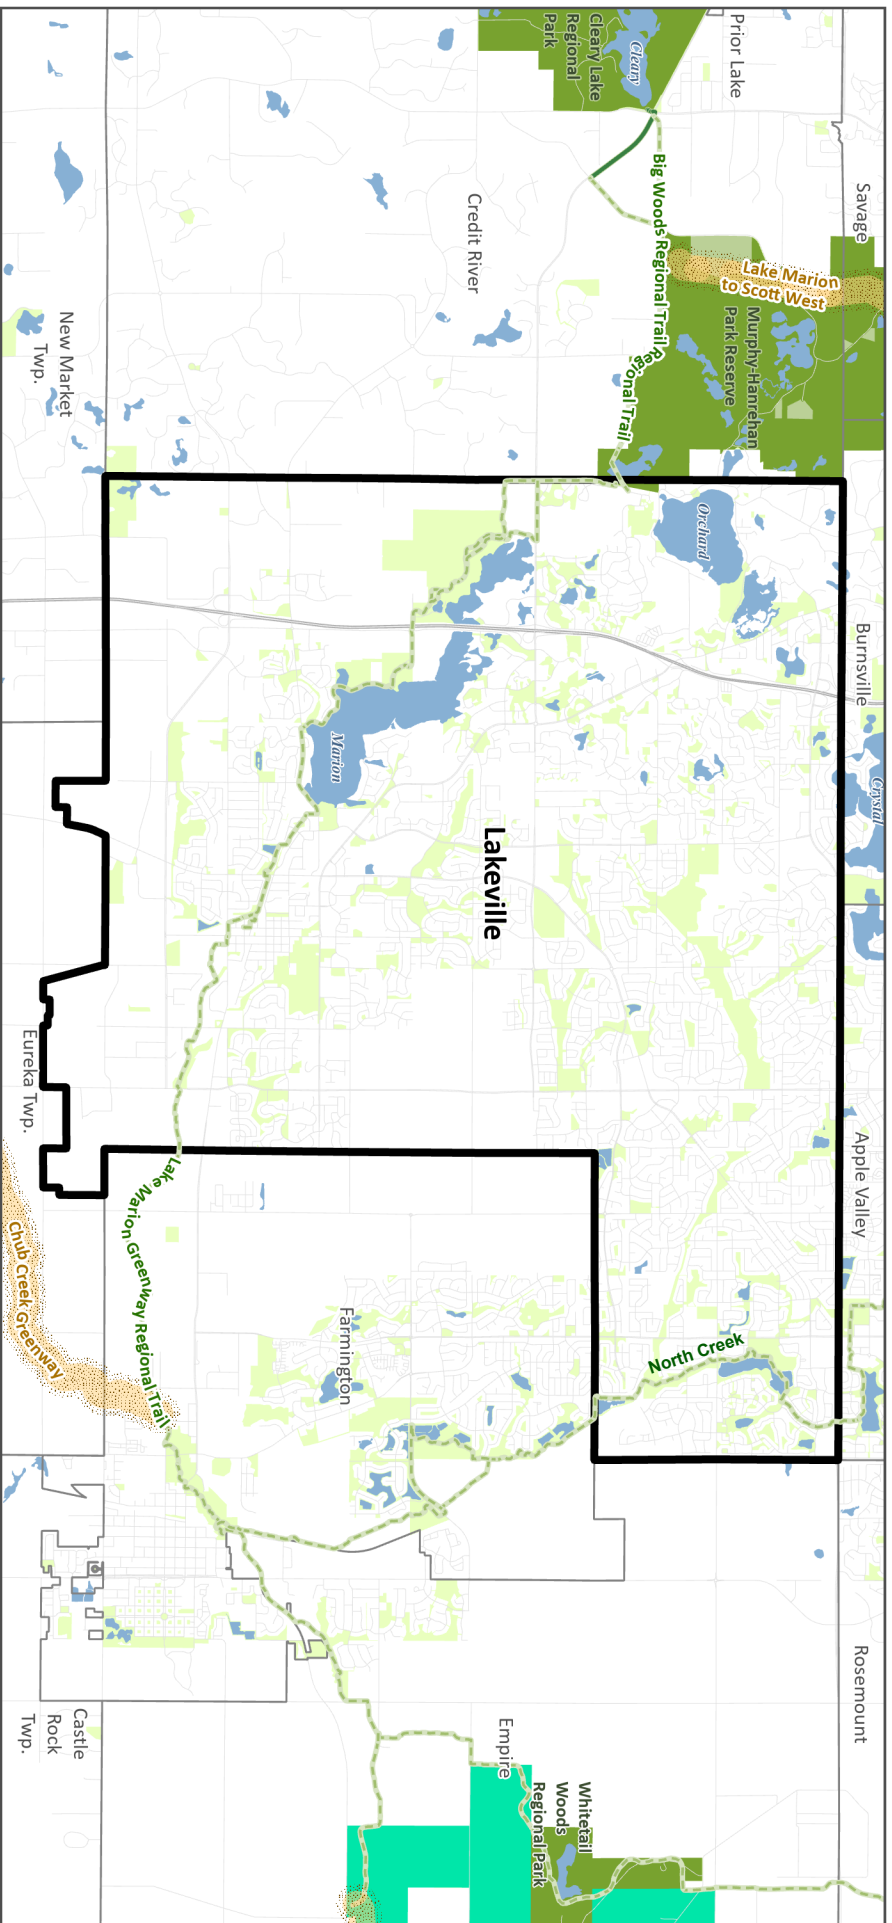 Prior Lake
Savage
Burnsville
Crystal
Apple Valley
Rosemount
Cleary
Cleary Lake
Regional
Park
Big Woods Regional Trail
Regional Trail
Lake Marion
to Scott West
Murphy-Hanrehan
Park Reserve
Orchard
Credit River
New Market
Twp.
Marion
Lakeville
North Creek
Farmington
Lake Marion Greenway Regional Trail
Eureka Twp.
Chub Creek Greenway
Empire
Whitetail
Woods
Regional Park
Castle
Rock
Twp.